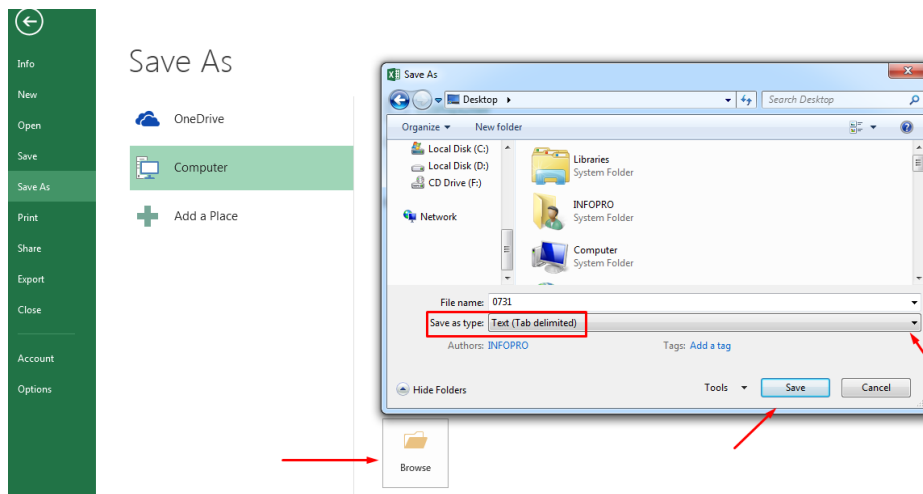 Info
New
Open
Save
Save As
Print
Share
Export
Close
Account
Options
Save As
OneDrive
Computer
Add a Place
Browse
Save As
Desktop
Search Desktop
Organize
New folder
Local Disk (C:)
Local Disk (D:)
CD Drive (F:)
Network
Libraries
System Folder
INFOPRO
System Folder
Computer
System Folder
File name: 0731
Save as type: Text (Tab delimited)
Authors: INFOPRO Tags: Add a tag
Hide Folders Tools Save Cancel